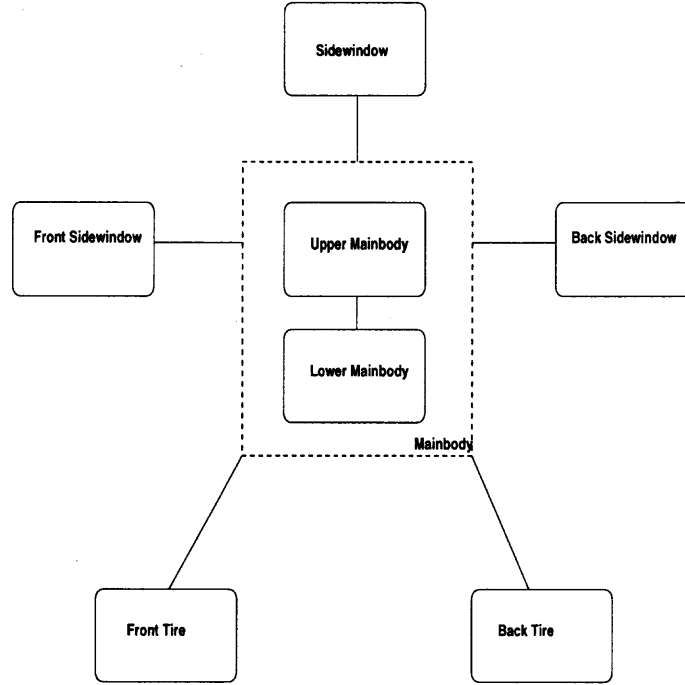 Sidewindow
Front Sidewindow
Upper Mainbody
Back Sidewindow
Lower Mainbody
Mainbody
Front Tire
Back Tire